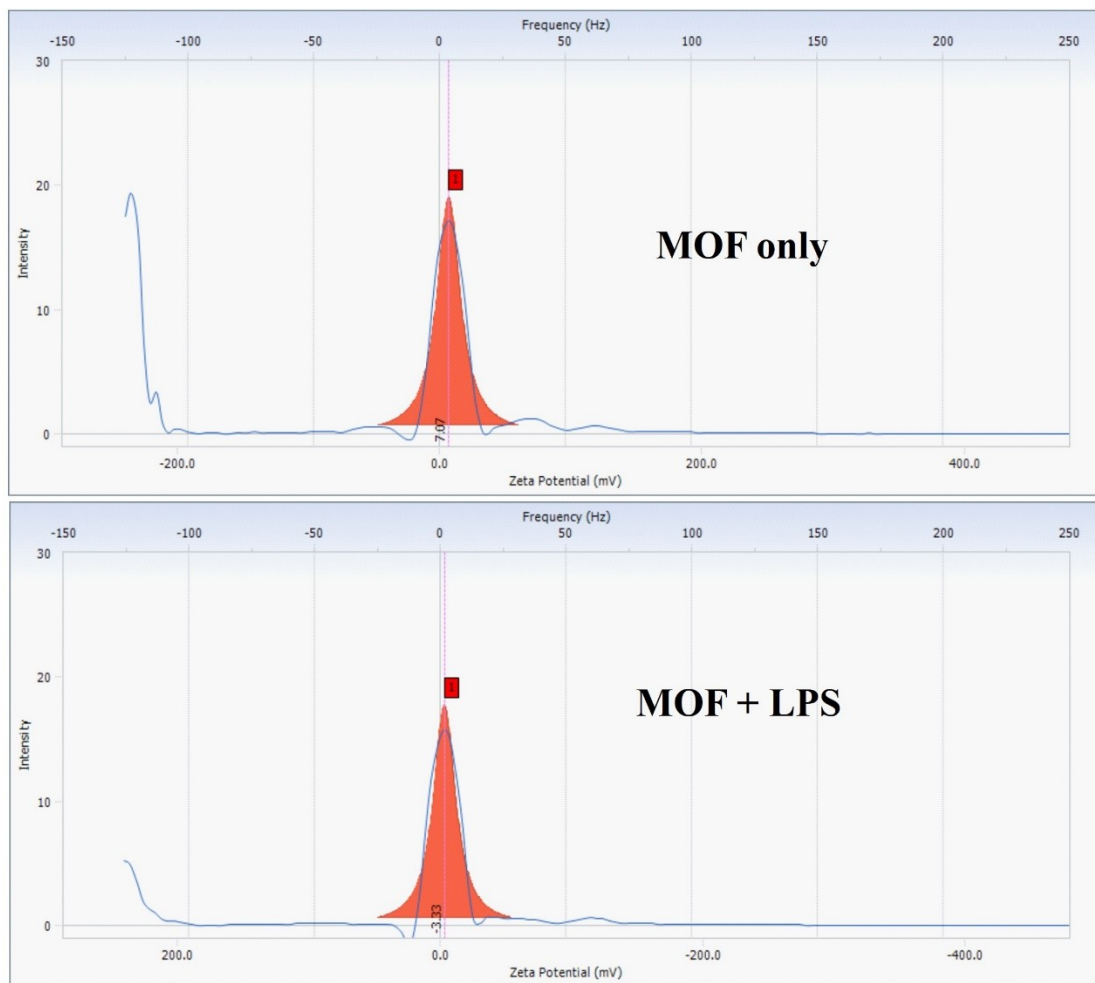 Frequency (Hz)
-150 -100 -50 0 50 100 150 200 250
30
20
10
0
Intensity
1
MOF only
7.07
-200.0 0.0 200.0 400.0
Zeta Potential (mV)
Frequency (Hz)
-150 -100 -50 0 50 100 150 200 250
30
20
10
0
Intensity
1
MOF + LPS
-3.33
200.0 0.0 -200.0 -400.0
Zeta Potential (mV)